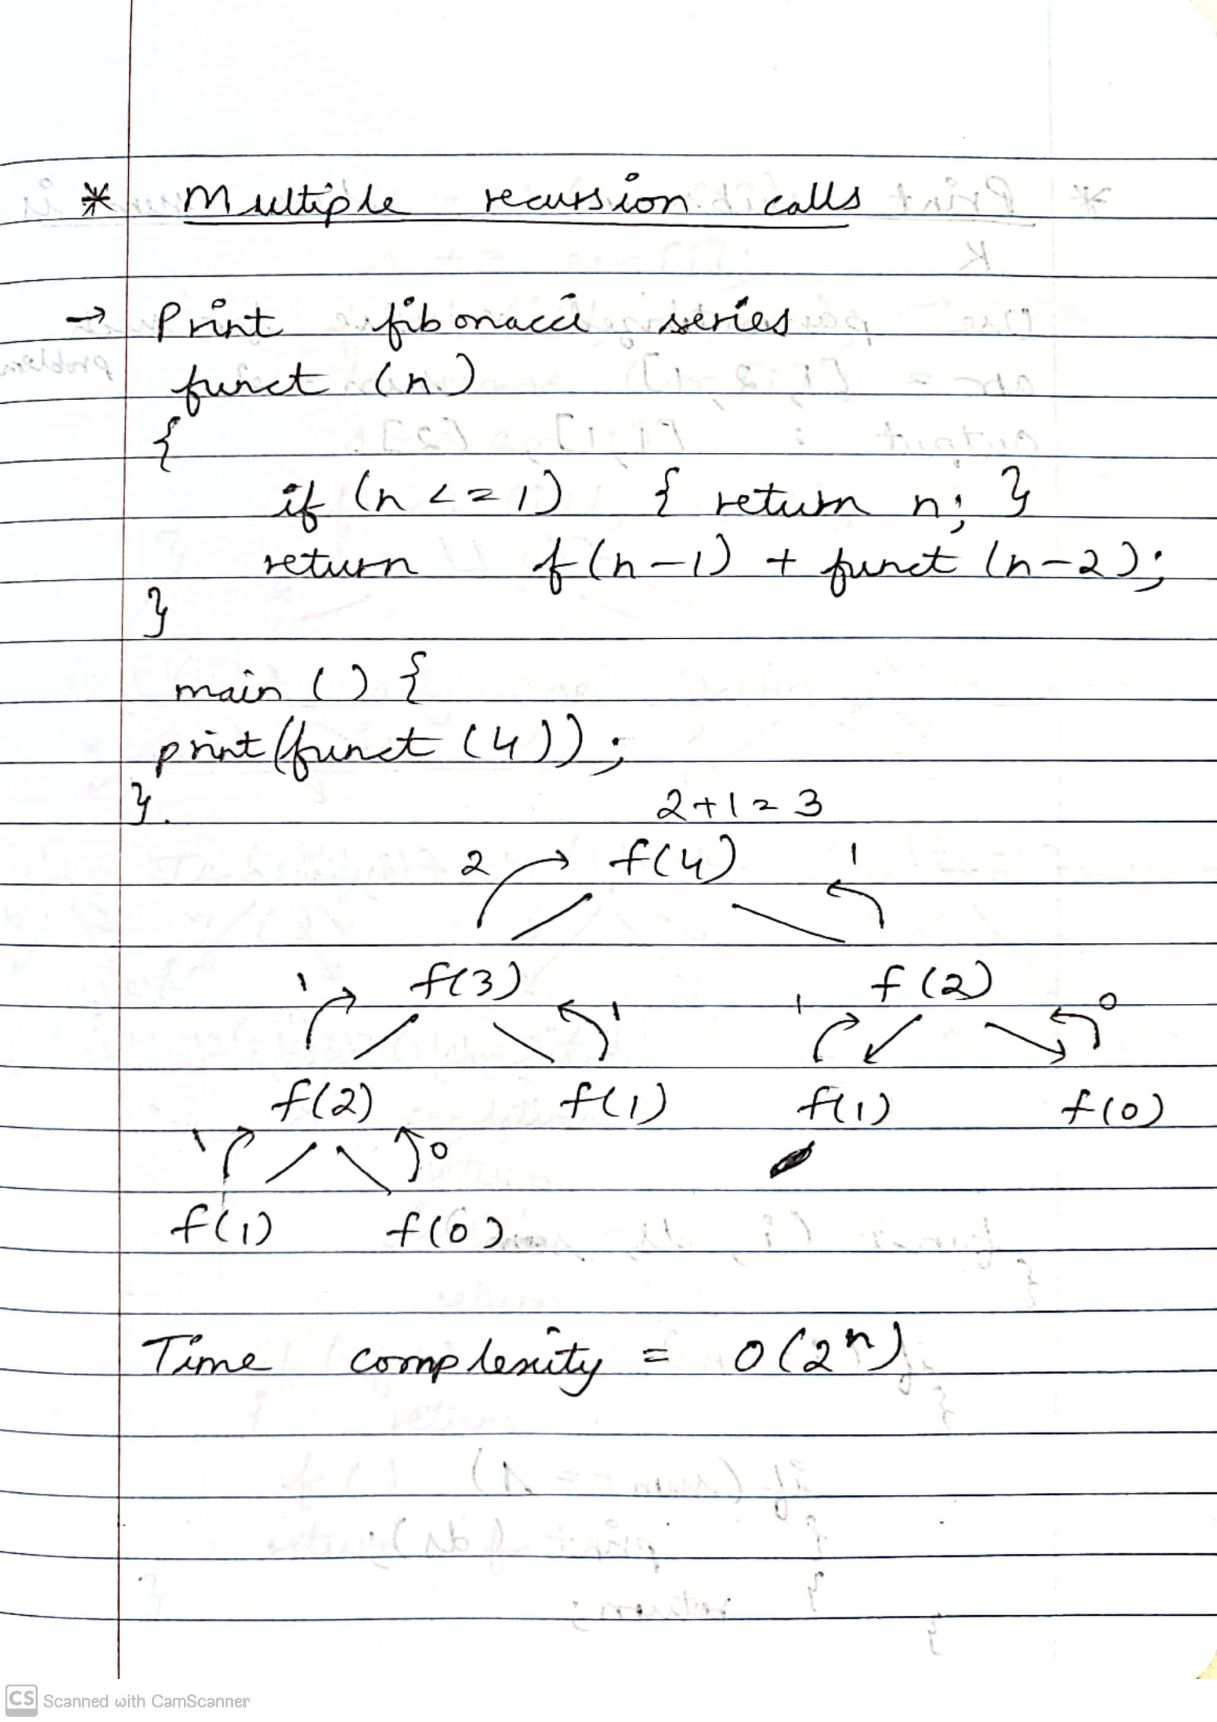 * Multiple recursion calls
→ Print fibonacci series
funct (n)
{
if (n <= 1) { return n; }
return f(n-1) + funct (n-2);
}
main () {
print(funct (4));
}.
2+1=3
2 f(4) 1
f(3) f(2)
1 1 1 0
f(2) f(1) f(1) f(0)
1 0
f(1) f(0)
Time complexity = O(2ⁿ)
CS Scanned with CamScanner